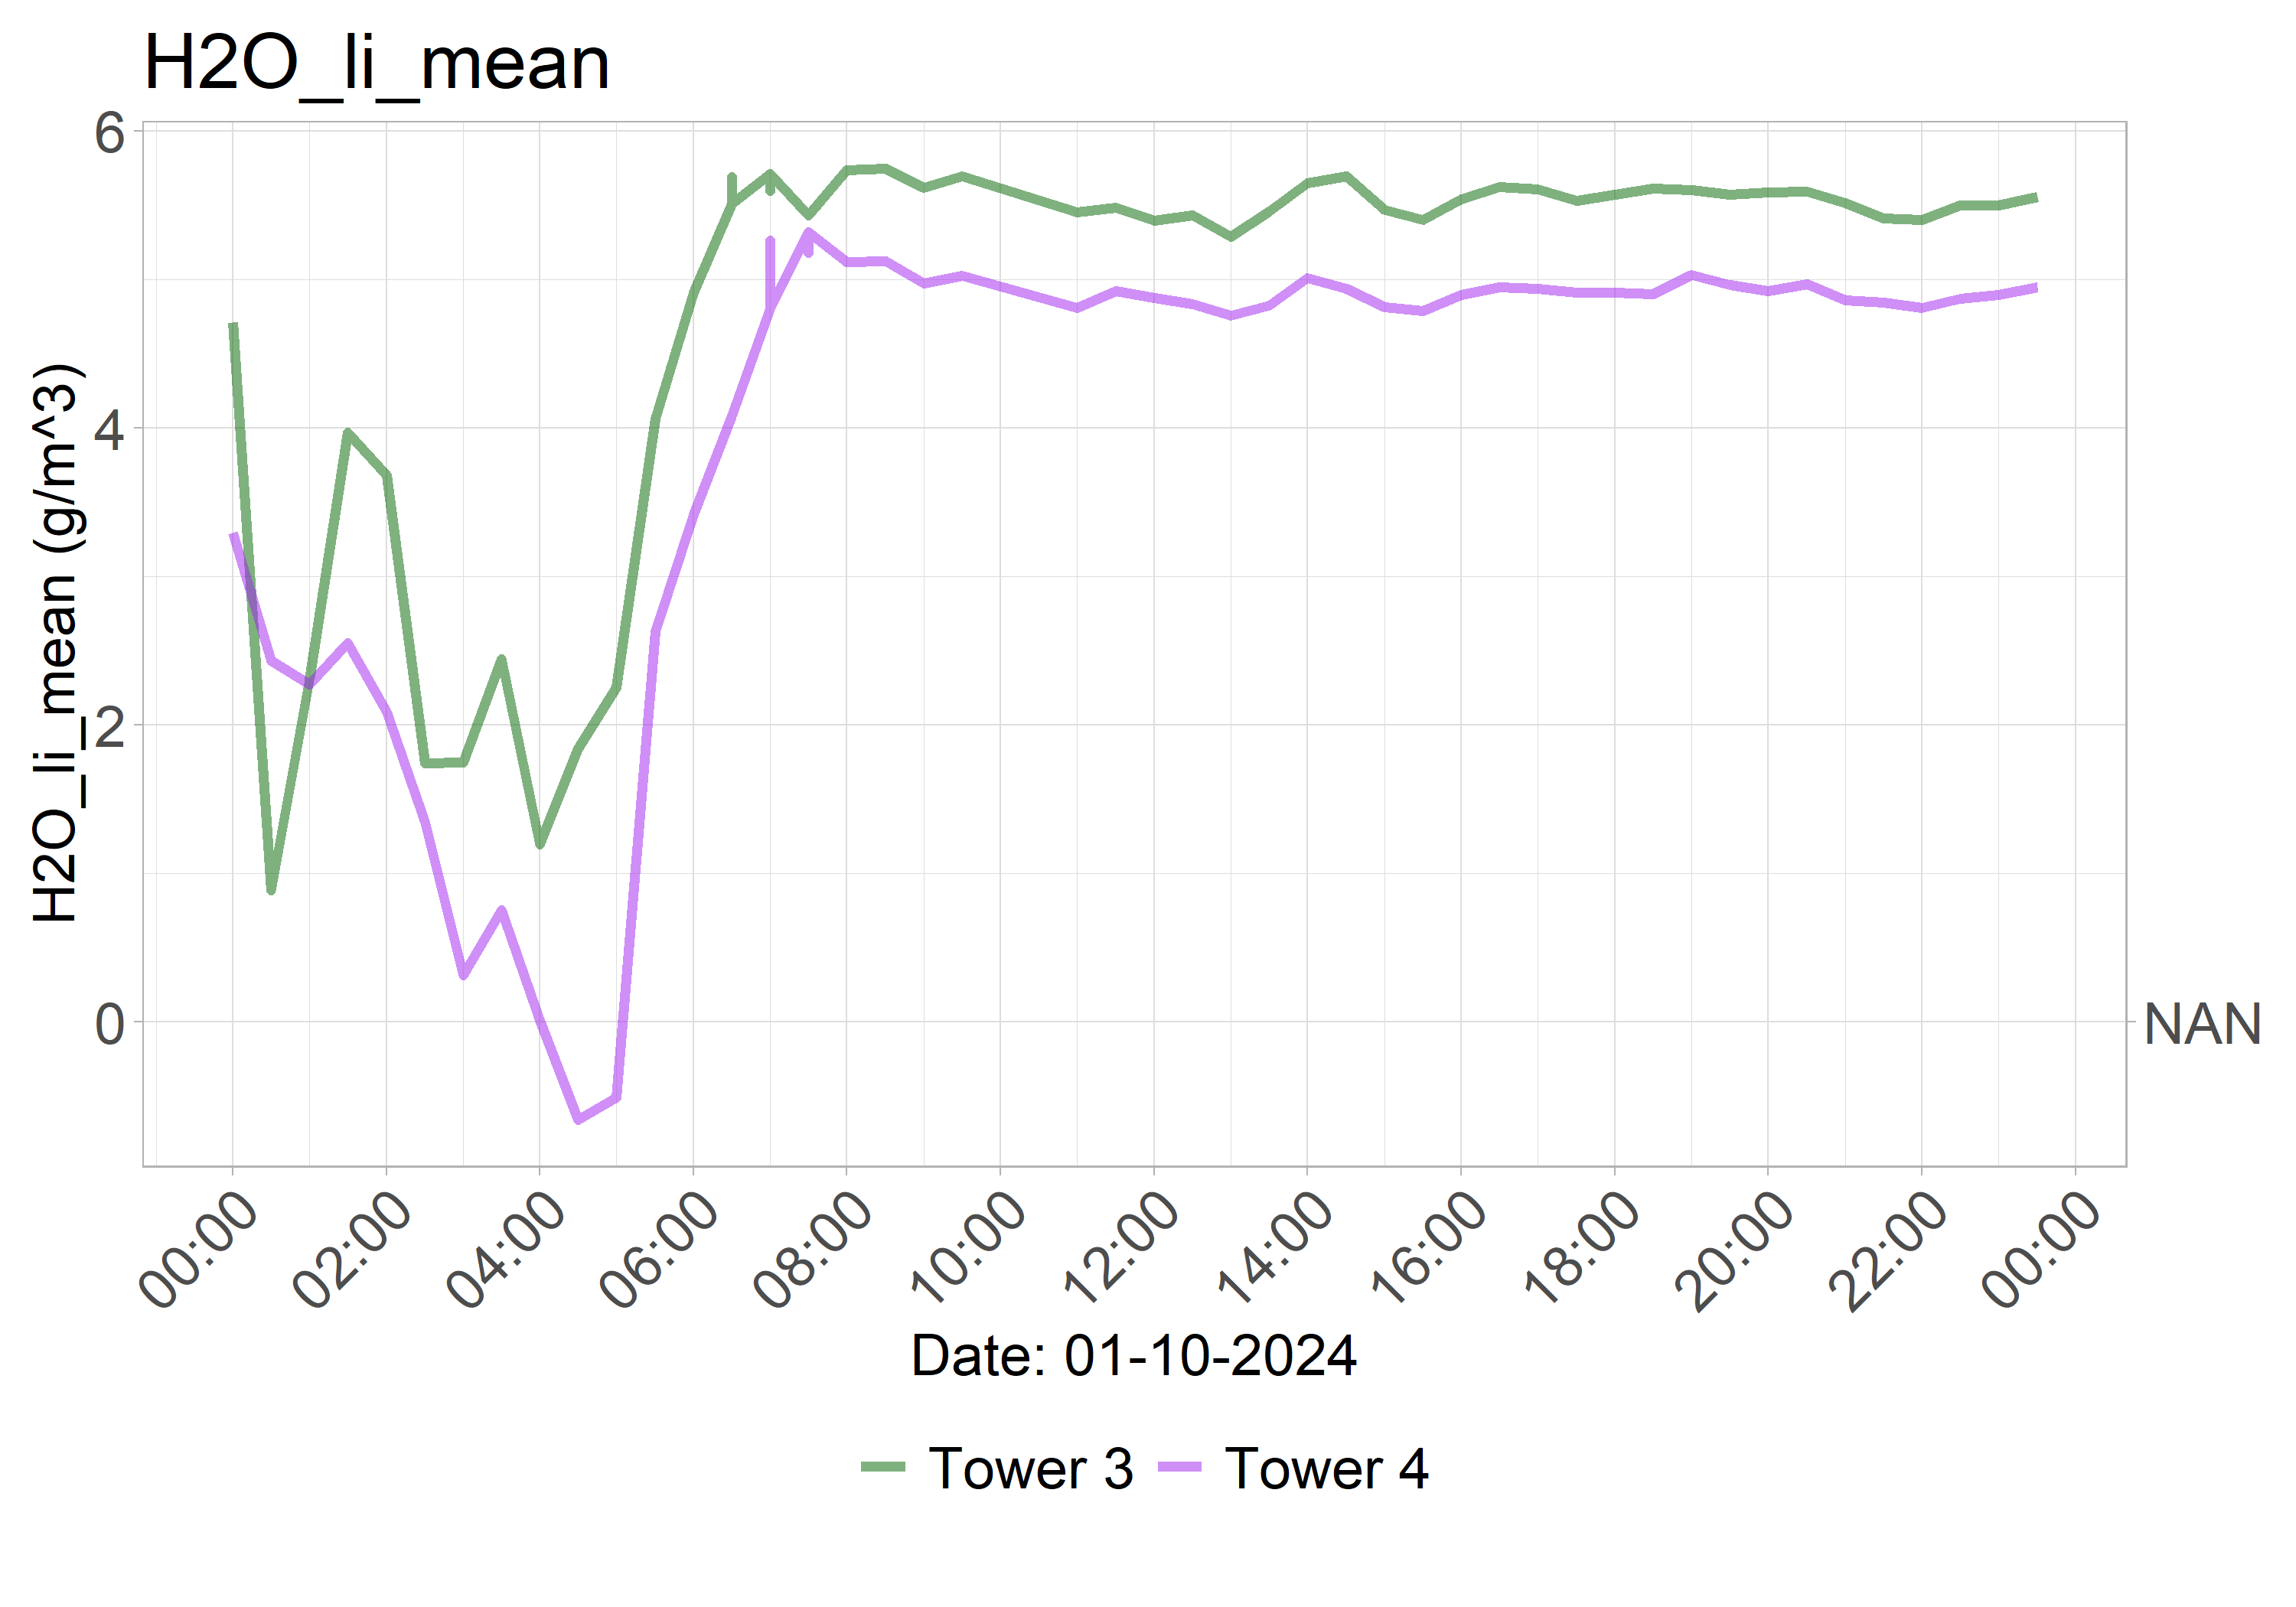 H2O_li_mean
H2O_li_mean (g/m^3)
6
4
2
0
NAN
00:00 02:00 04:00 06:00 08:00 10:00 12:00 14:00 16:00 18:00 20:00 22:00 00:00
Date: 01-10-2024
Tower 3 Tower 4